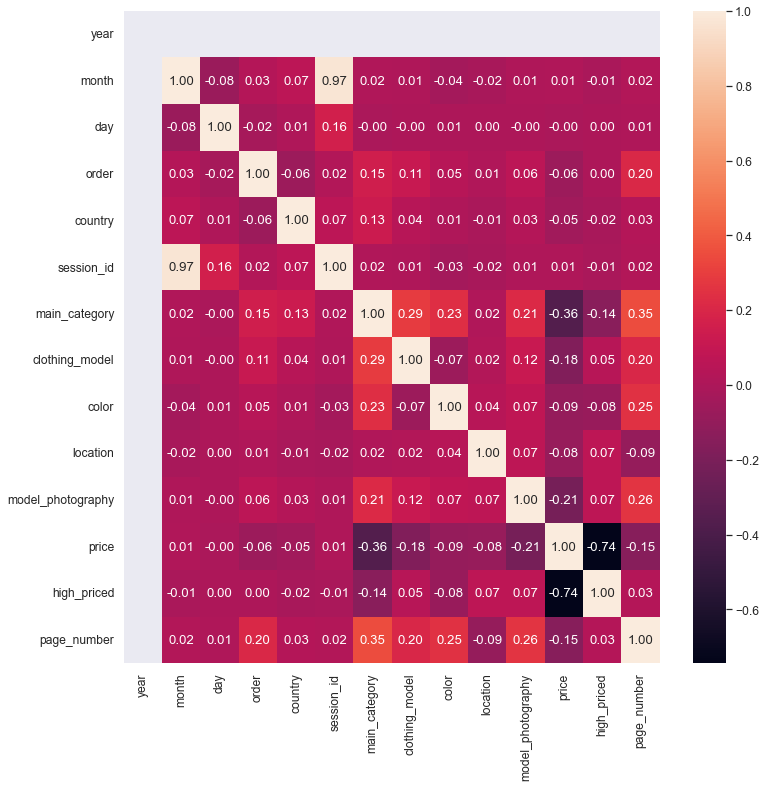 year
month 1.00 -0.08 0.03 0.07 0.97 0.02 0.01 -0.04 -0.02 0.01 0.01 -0.01 0.02
day -0.08 1.00 -0.02 0.01 0.16 -0.00 -0.00 0.01 0.00 -0.00 -0.00 0.00 0.01
order 0.03 -0.02 1.00 -0.06 0.02 0.15 0.11 0.05 0.01 0.06 -0.06 0.00 0.20
country 0.07 0.01 -0.06 1.00 0.07 0.13 0.04 0.01 -0.01 0.03 -0.05 -0.02 0.03
session_id 0.97 0.16 0.02 0.07 1.00 0.02 0.01 -0.03 -0.02 0.01 0.01 -0.01 0.02
main_category 0.02 -0.00 0.15 0.13 0.02 1.00 0.29 0.23 0.02 0.21 -0.36 -0.14 0.35
clothing_model 0.01 -0.00 0.11 0.04 0.01 0.29 1.00 -0.07 0.02 0.12 -0.18 0.05 0.20
color -0.04 0.01 0.05 0.01 -0.03 0.23 -0.07 1.00 0.04 0.07 -0.09 -0.08 0.25
location -0.02 0.00 0.01 -0.01 -0.02 0.02 0.02 0.04 1.00 0.07 -0.08 0.07 -0.09
model_photography 0.01 -0.00 0.06 0.03 0.01 0.21 0.12 0.07 0.07 1.00 -0.21 0.07 0.26
price 0.01 -0.00 -0.06 -0.05 0.01 -0.36 -0.18 -0.09 -0.08 -0.21 1.00 -0.74 -0.15
high_priced -0.01 0.00 0.00 -0.02 -0.01 -0.14 0.05 -0.08 0.07 0.07 -0.74 1.00 0.03
page_number 0.02 0.01 0.20 0.03 0.02 0.35 0.20 0.25 -0.09 0.26 -0.15 0.03 1.00
year month day order country session_id main_category clothing_model color location model_photography price high_priced page_number
1.0
0.8
0.6
0.4
0.2
0.0
−0.2
−0.4
−0.6